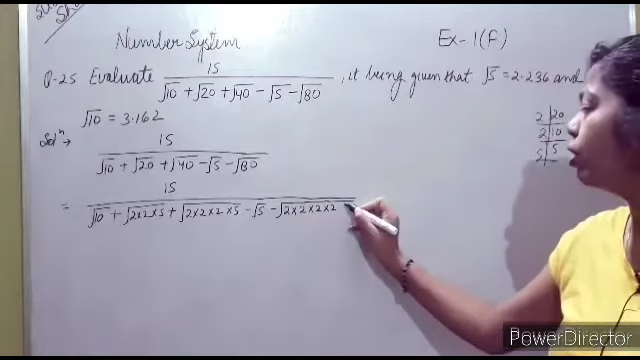 Number System Ex-1(F)
Q-25 Evaluate 15 / √10 + √20 + √40 - √5 - √80 , it being given that √5 = 2.236 and
√10 = 3.162
Solⁿ → 15 / √10 + √20 + √40 - √5 - √80
= 15 / √10 + √2×2×5 + √2×2×2×5 - √5 - √2×2×2×2
2 | 20
2 | 10
5 | 5
PowerDirector